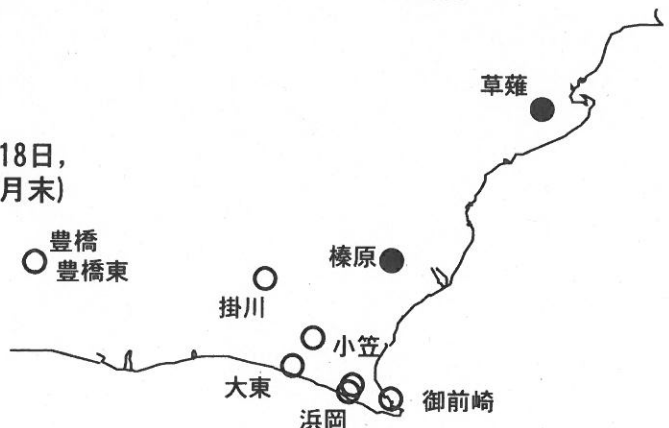 草薙
18日，
月末)
豊橋
豊橋東
榛原
掛川
小笠
大東
御前崎
浜岡